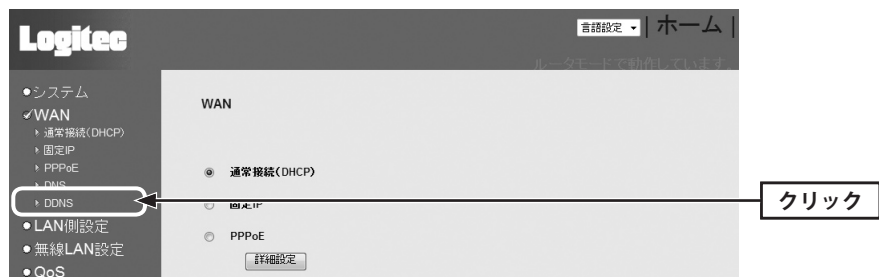 Logitec
言語設定 | ホーム |
ルータモードで動作しています。
●システム
WAN
通常接続(DHCP)
固定IP
PPPoE
DNS
DDNS
●LAN側設定
●無線LAN設定
●QoS
WAN
通常接続(DHCP)
固定IP
PPPoE
詳細設定
クリック